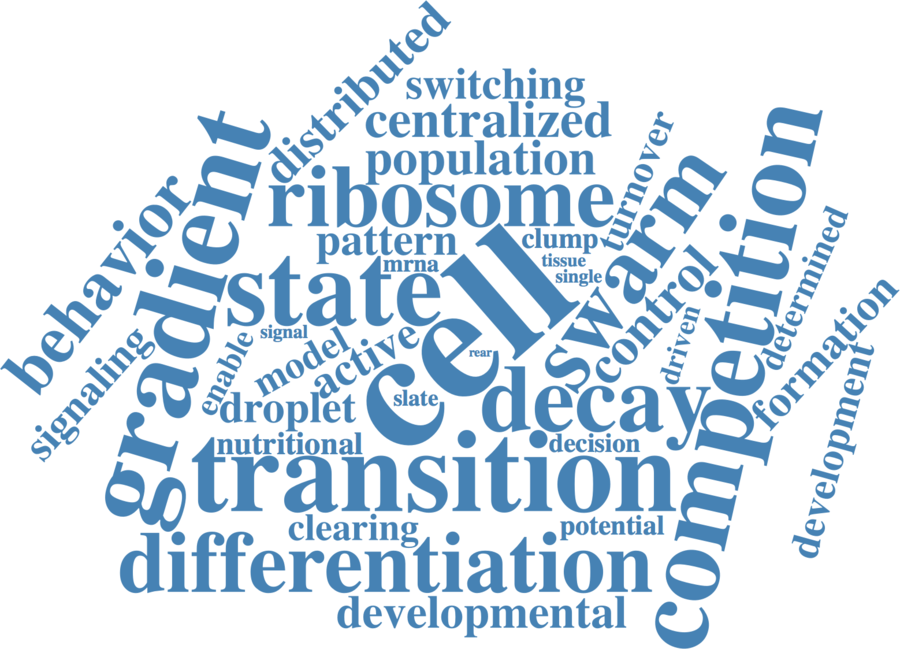 distributed
switching
centralized
population
ribosome
turnover
gradient
behavior
pattern
clump
mrna
tissue
single
state
cell
swarm
competition
determined
control
signal
signaling
enable
model
active
rear
driven
formation
slate
droplet
decay
development
nutritional
decision
transition
clearing
potential
differentiation
developmental